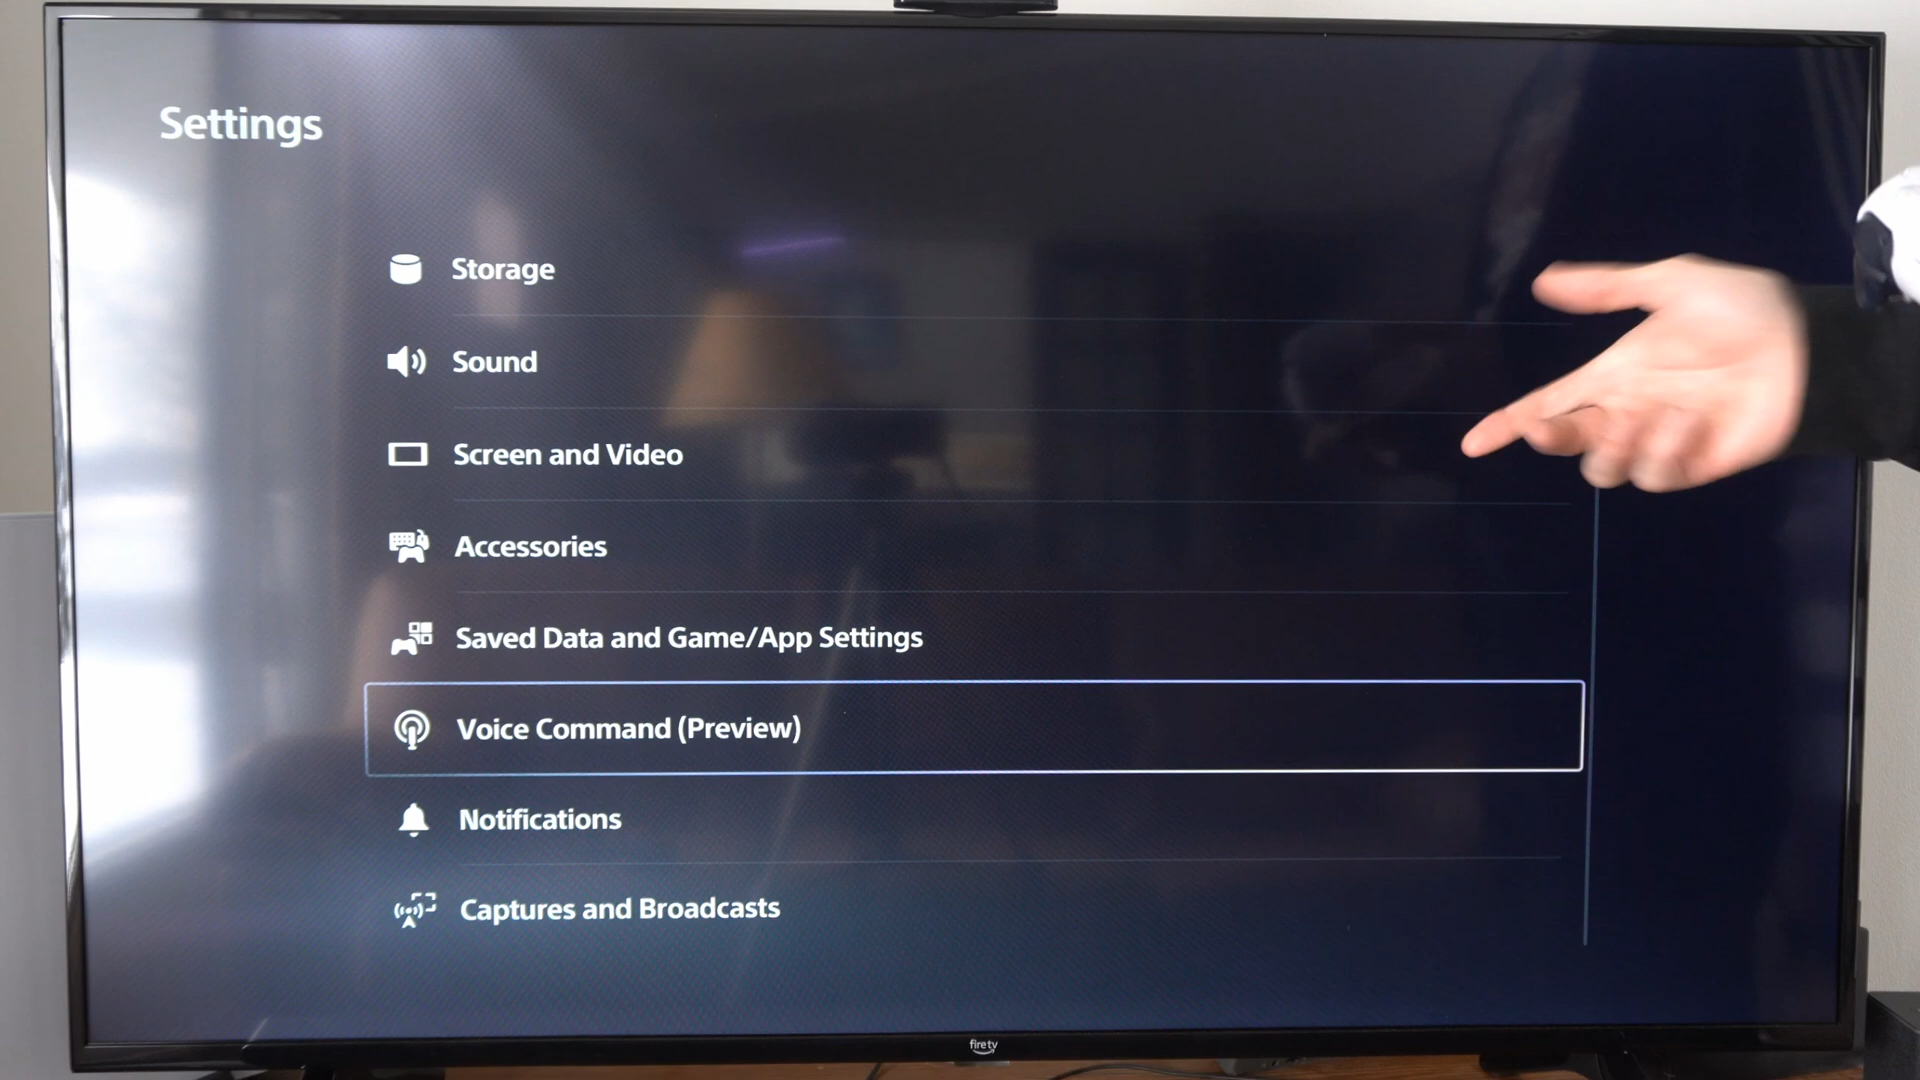 Settings
Storage
Sound
Screen and Video
Accessories
Saved Data and Game/App Settings
Voice Command (Preview)
Notifications
Captures and Broadcasts
firetv